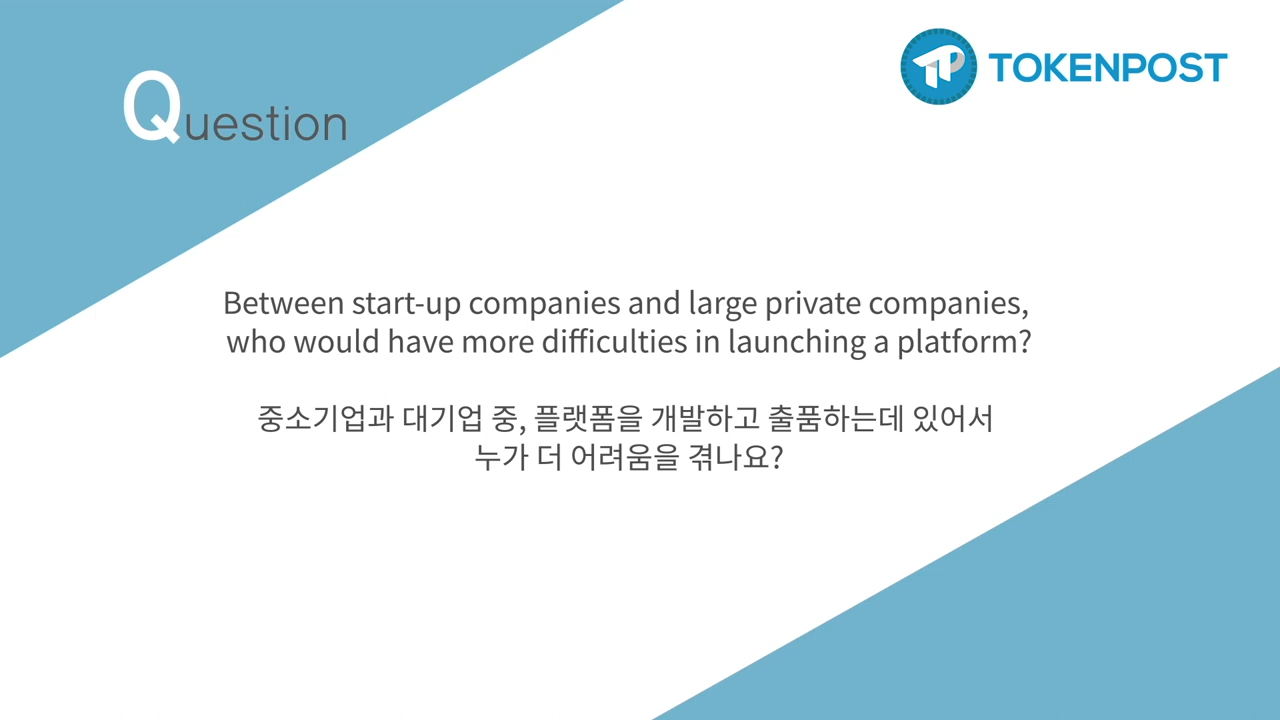 Question
TOKENPOST
Between start-up companies and large private companies,
who would have more difficulties in launching a platform?
중소기업과 대기업 중, 플랫폼을 개발하고 출품하는데 있어서
누가 더 어려움을 겪나요?